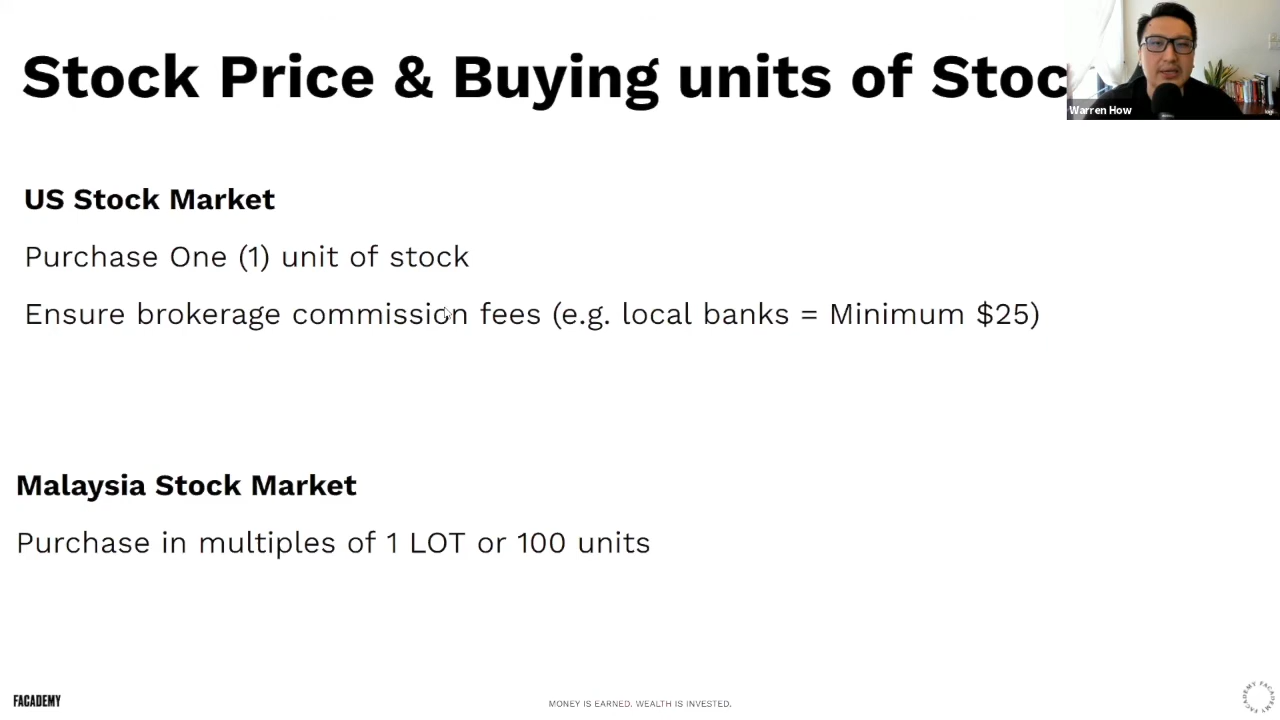 Stock Price & Buying units of Stoc
Warren How
US Stock Market
Purchase One (1) unit of stock
Ensure brokerage commission fees (e.g. local banks = Minimum $25)
Malaysia Stock Market
Purchase in multiples of 1 LOT or 100 units
FACADEMY
MONEY IS EARNED. WEALTH IS INVESTED.
FACADEMY FACADEMY